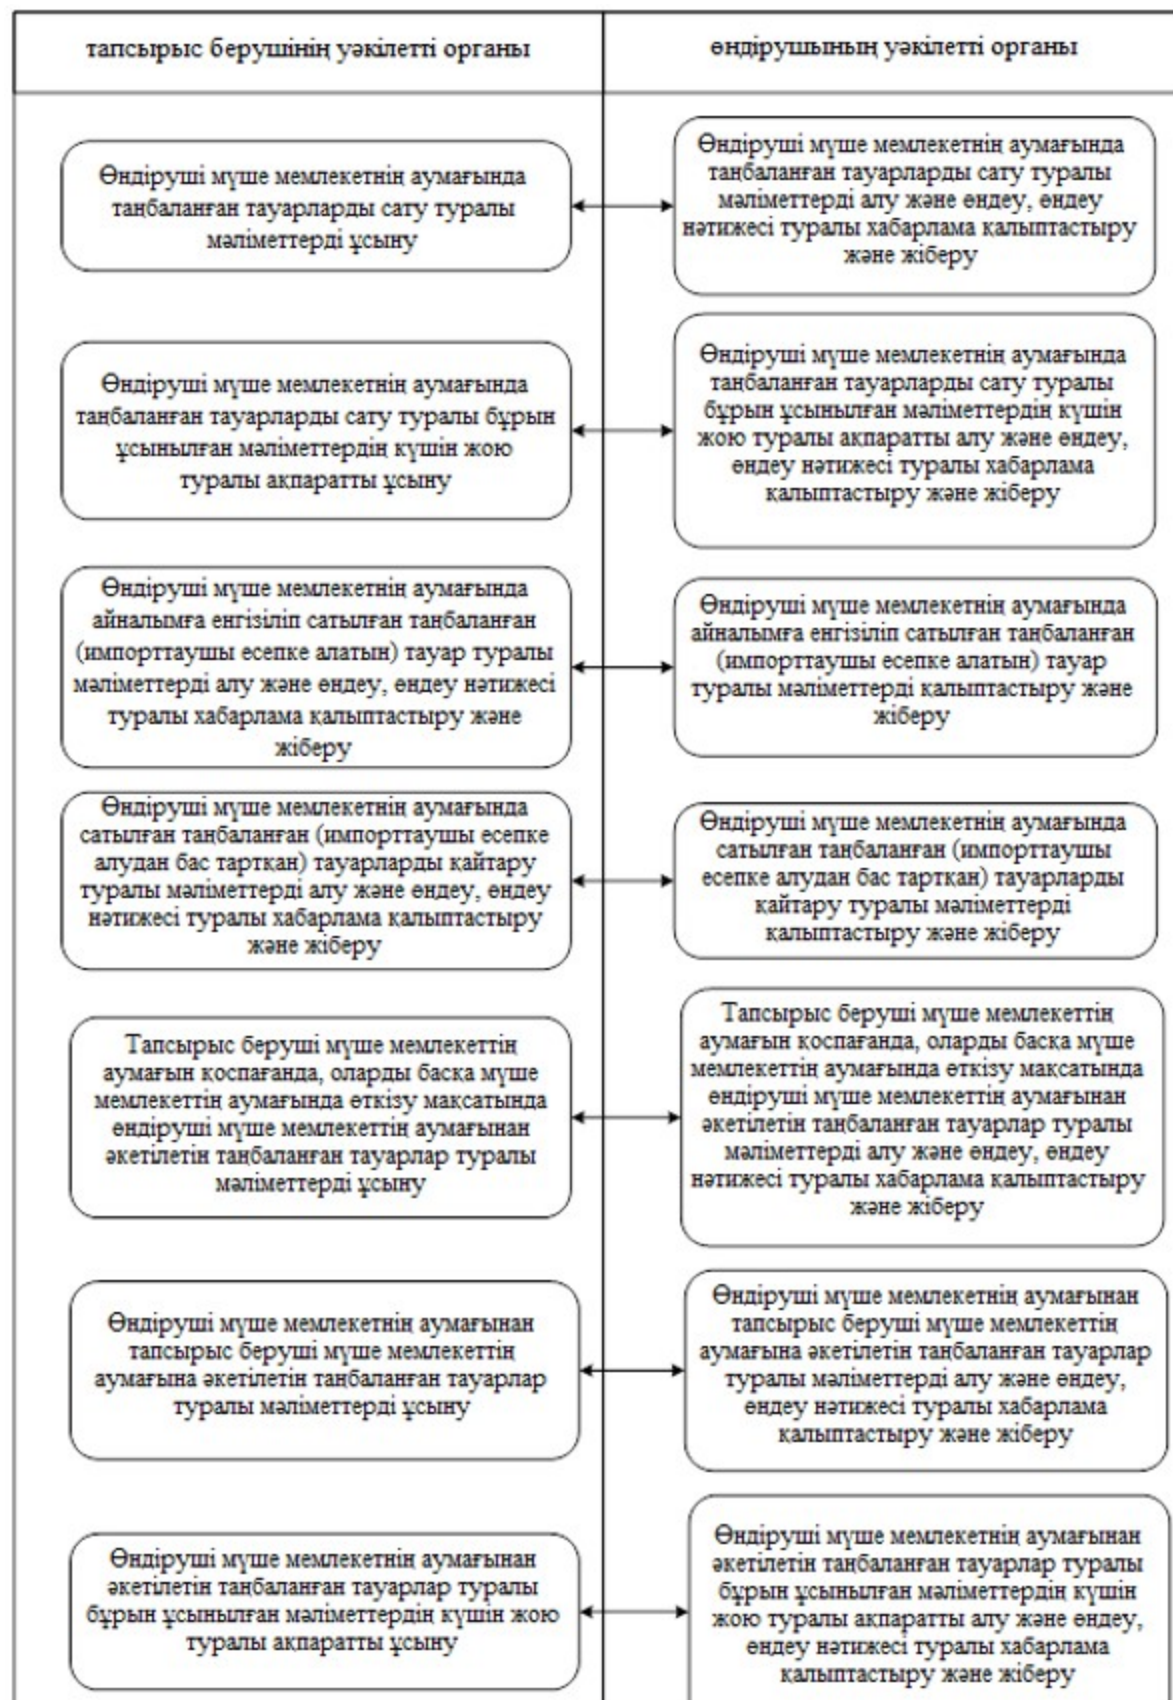 тапсырыс берушінің уәкілетті органы
өндірушының уәкілетті органы
Өндіруші мүше мемлекетнің аумағында
таңбаланған тауарларды сату туралы
мәліметтерді ұсыну
Өндіруші мүше мемлекетнің аумағында
таңбаланған тауарларды сату туралы
мәліметтерді алу және өңдеу, өңдеу
нәтижесі туралы хабарлама қалыптастыру
және жіберу
Өндіруші мүше мемлекетнің аумағында
таңбаланған тауарларды сату туралы бұрын
ұсынылған мәліметтердің күшін жою
туралы ақпаратты ұсыну
Өндіруші мүше мемлекетнің аумағында
таңбаланған тауарларды сату туралы
бұрын ұсынылған мәліметтердің күшін
жою туралы ақпаратты алу және өңдеу,
өңдеу нәтижесі туралы хабарлама
қалыптастыру және жіберу
Өндіруші мүше мемлекетнің аумағында
айналымға енгізіліп сатылған таңбаланған
(импорттаушы есепке алатын) тауар туралы
мәліметтерді алу және өңдеу, өңдеу нәтижесі
туралы хабарлама қалыптастыру және
жіберу
Өндіруші мүше мемлекетнің аумағында
айналымға енгізіліп сатылған таңбаланған
(импорттаушы есепке алатын) тауар
туралы мәліметтерді қалыптастыру және
жіберу
Өндіруші мүше мемлекетнің аумағында
сатылған таңбаланған (импорттаушы есепке
алудан бас тартқан) тауарларды қайтару
туралы мәліметтерді алу және өңдеу, өңдеу
нәтижесі туралы хабарлама қалыптастыру
және жіберу
Өндіруші мүше мемлекетнің аумағында
сатылған таңбаланған (импорттаушы
есепке алудан бас тартқан) тауарларды
қайтару туралы мәліметтерді
қалыптастыру және жіберу
Тапсырыс беруші мүше мемлекеттің
аумағын қоспағанда, оларды басқа мүше
мемлекеттің аумағында өткізу мақсатында
өндіруші мүше мемлекеттің аумағынан
әкетілетін таңбаланған тауарлар туралы
мәліметтерді ұсыну
Тапсырыс беруші мүше мемлекеттің
аумағын қоспағанда, оларды басқа мүше
мемлекеттің аумағында өткізу мақсатында
өндіруші мүше мемлекеттің аумағынан
әкетілетін таңбаланған тауарлар туралы
мәліметтерді алу және өңдеу, өңдеу
нәтижесі туралы хабарлама қалыптастыру
және жіберу
Өндіруші мүше мемлекетнің аумағынан
тапсырыс беруші мүше мемлекеттің
аумағына әкетілетін таңбаланған тауарлар
туралы мәліметтерді ұсыну
Өндіруші мүше мемлекетнің аумағынан
тапсырыс беруші мүше мемлекеттің
аумағына әкетілетін таңбаланған тауарлар
туралы мәліметтерді алу және өңдеу,
өңдеу нәтижесі туралы хабарлама
қалыптастыру және жіберу
Өндіруші мүше мемлекетнің аумағынан
әкетілетін таңбаланған тауарлар туралы
бұрын ұсынылған мәліметтердің күшін жою
туралы ақпаратты ұсыну
Өндіруші мүше мемлекетнің аумағынан
әкетілетін таңбаланған тауарлар туралы
бұрын ұсынылған мәліметтердің күшін
жою туралы ақпаратты алу және өңдеу,
өңдеу нәтижесі туралы хабарлама
қалыптастыру және жіберу